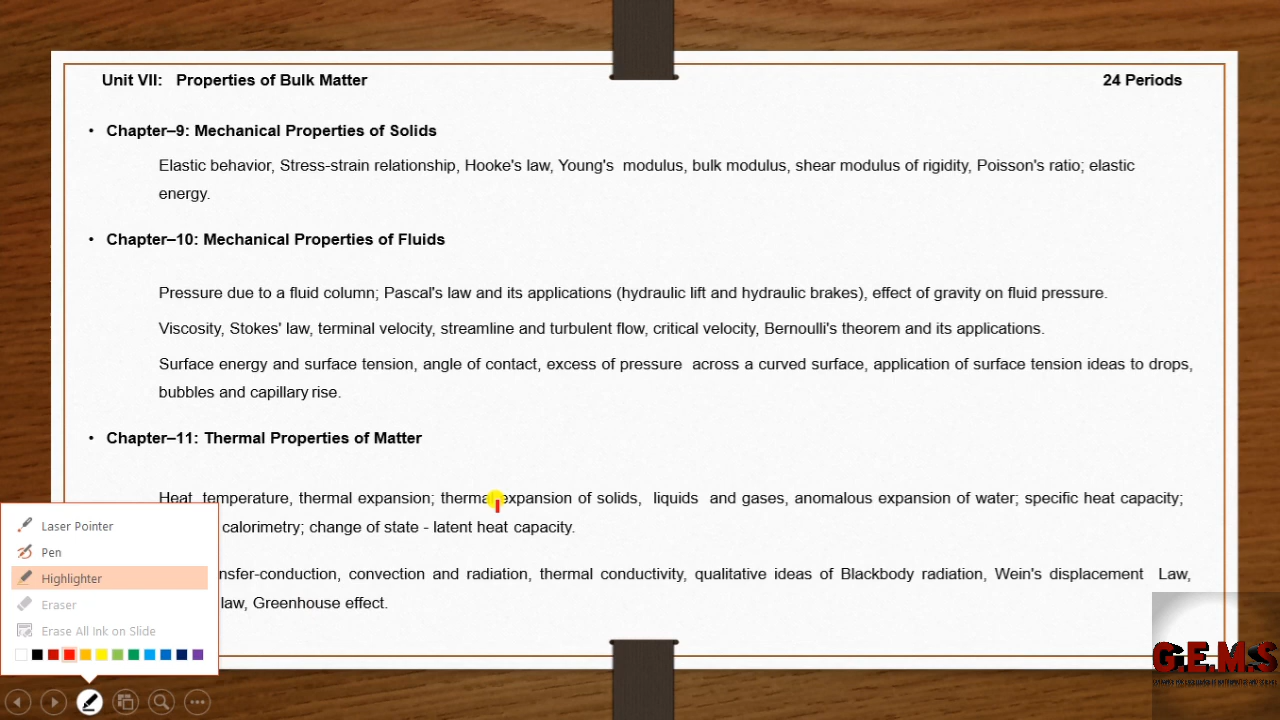 Unit VII: Properties of Bulk Matter 24 Periods
• Chapter–9: Mechanical Properties of Solids
Elastic behavior, Stress-strain relationship, Hooke's law, Young's modulus, bulk modulus, shear modulus of rigidity, Poisson's ratio; elastic
energy.
• Chapter–10: Mechanical Properties of Fluids
Pressure due to a fluid column; Pascal's law and its applications (hydraulic lift and hydraulic brakes), effect of gravity on fluid pressure.
Viscosity, Stokes' law, terminal velocity, streamline and turbulent flow, critical velocity, Bernoulli's theorem and its applications.
Surface energy and surface tension, angle of contact, excess of pressure across a curved surface, application of surface tension ideas to drops,
bubbles and capillary rise.
• Chapter–11: Thermal Properties of Matter
Heat temperature, thermal expansion; thermal expansion of solids, liquids and gases, anomalous expansion of water; specific heat capacity;
calorimetry; change of state - latent heat capacity.
nsfer-conduction, convection and radiation, thermal conductivity, qualitative ideas of Blackbody radiation, Wein's displacement Law,
law, Greenhouse effect.
Laser Pointer
Pen
Highlighter
Eraser
Erase All Ink on Slide
G.E.M.S